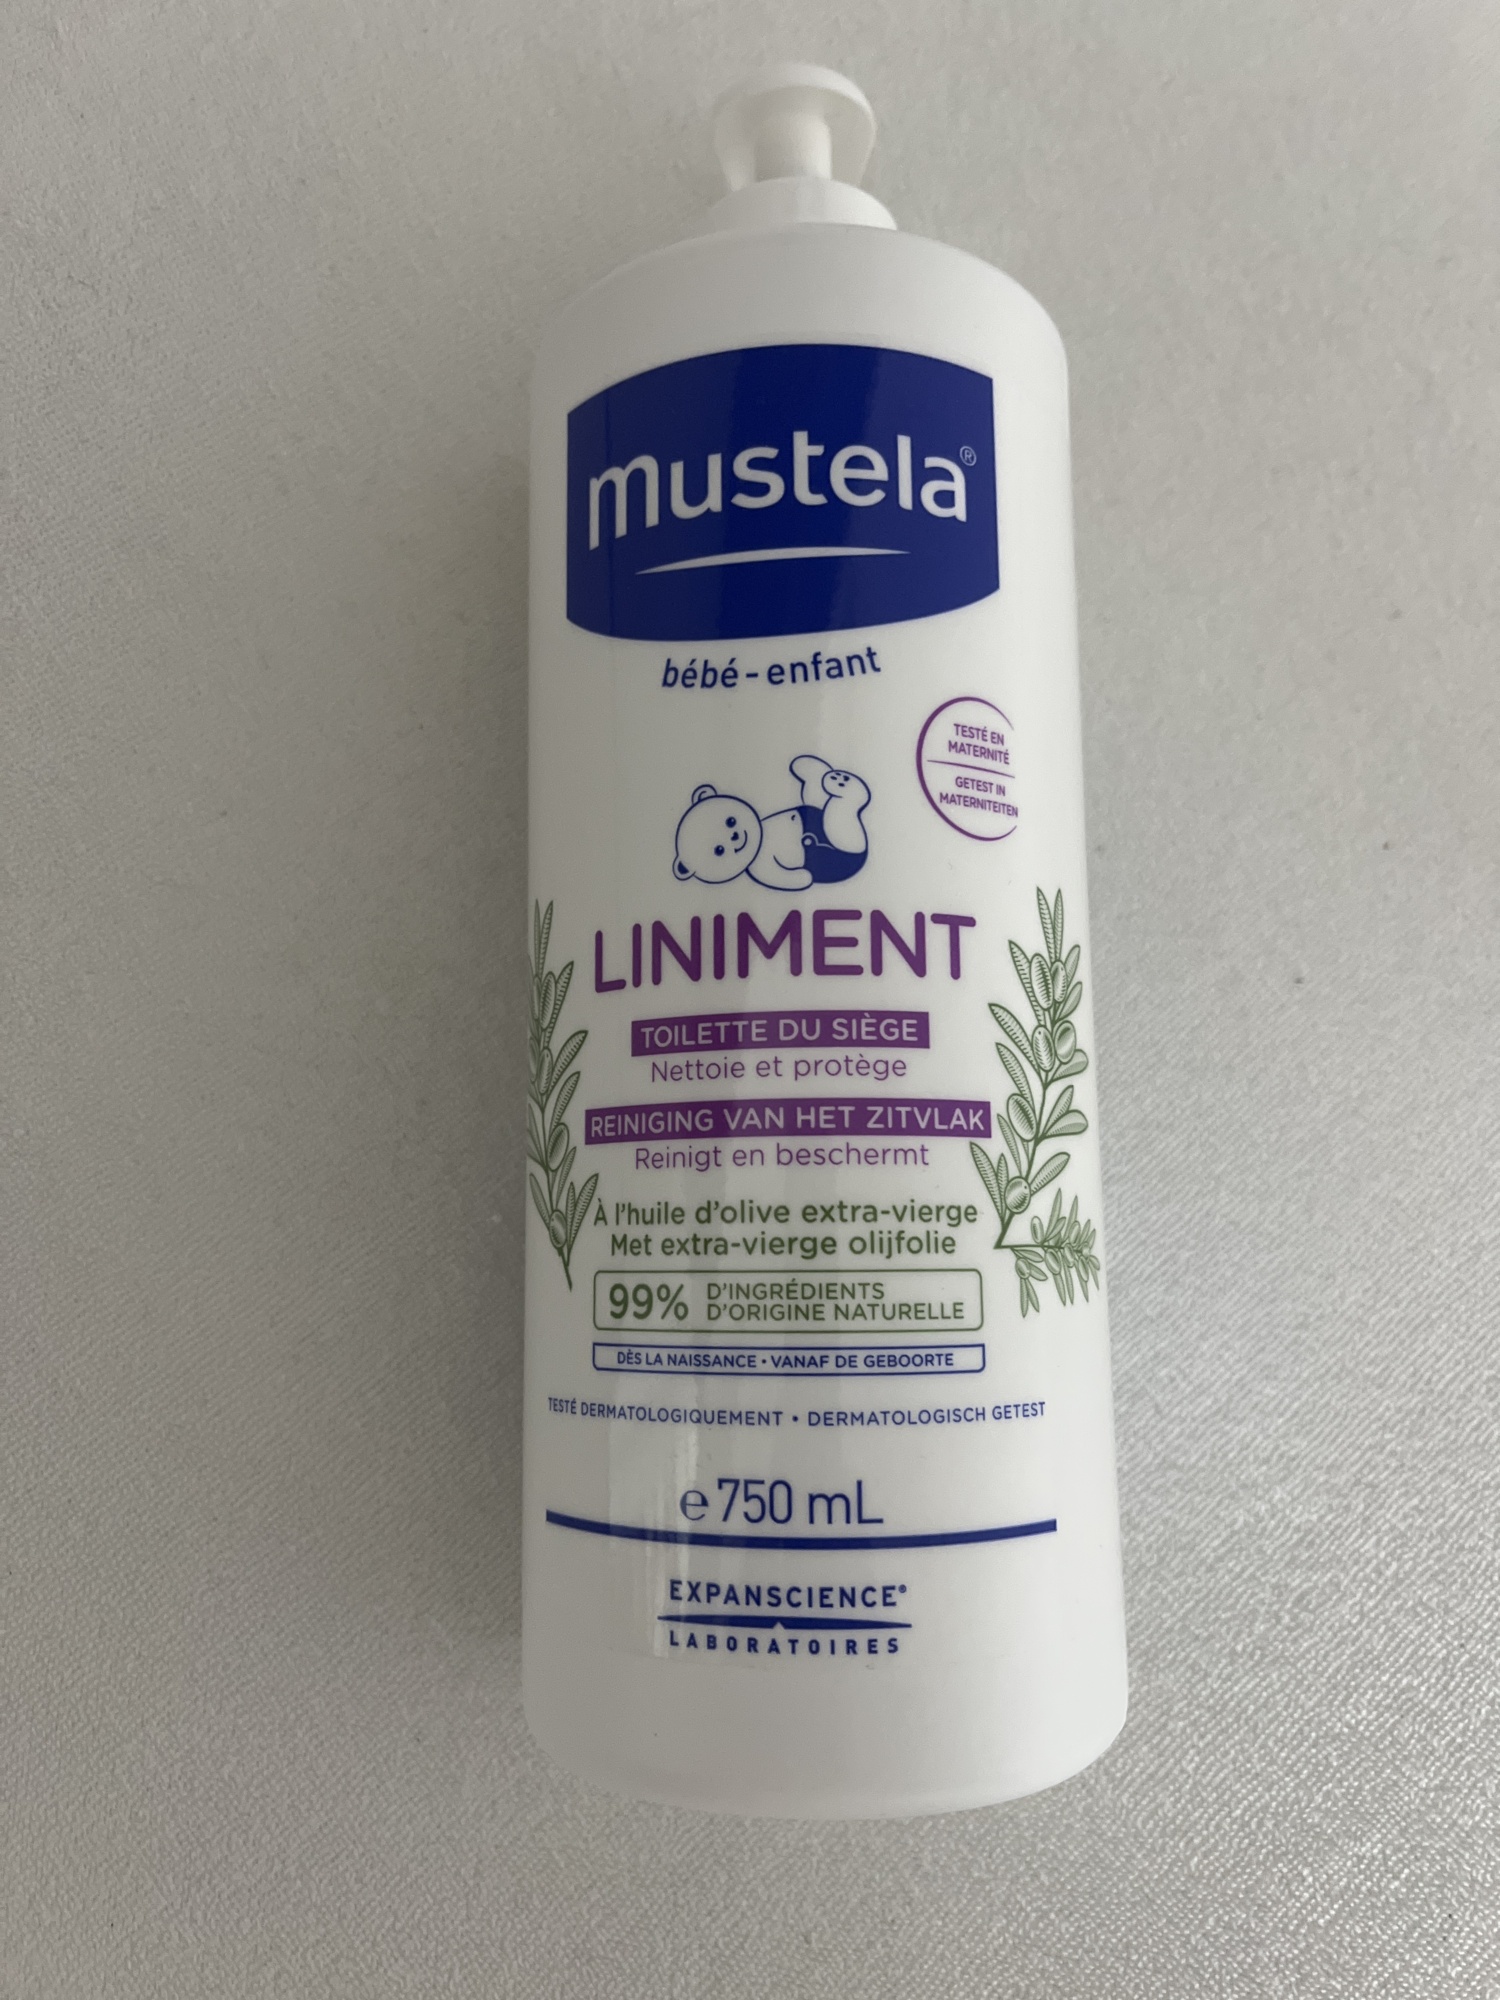 mustela®
bébé-enfant
TESTÉ EN
MATERNITÉ
GETEST IN
MATERNITEITEN
LINIMENT
TOILETTE DU SIÈGE
Nettoie et protège
REINIGING VAN HET ZITVLAK
Reinigt en beschermt
À l'huile d'olive extra-vierge
Met extra-vierge olijfolie
99% D'INGRÉDIENTS
D'ORIGINE NATURELLE
DÈS LA NAISSANCE • VANAF DE GEBOORTE
TESTÉ DERMATOLOGIQUEMENT • DERMATOLOGISCH GETEST
℮ 750 mL
EXPANSCIENCE®
LABORATOIRES